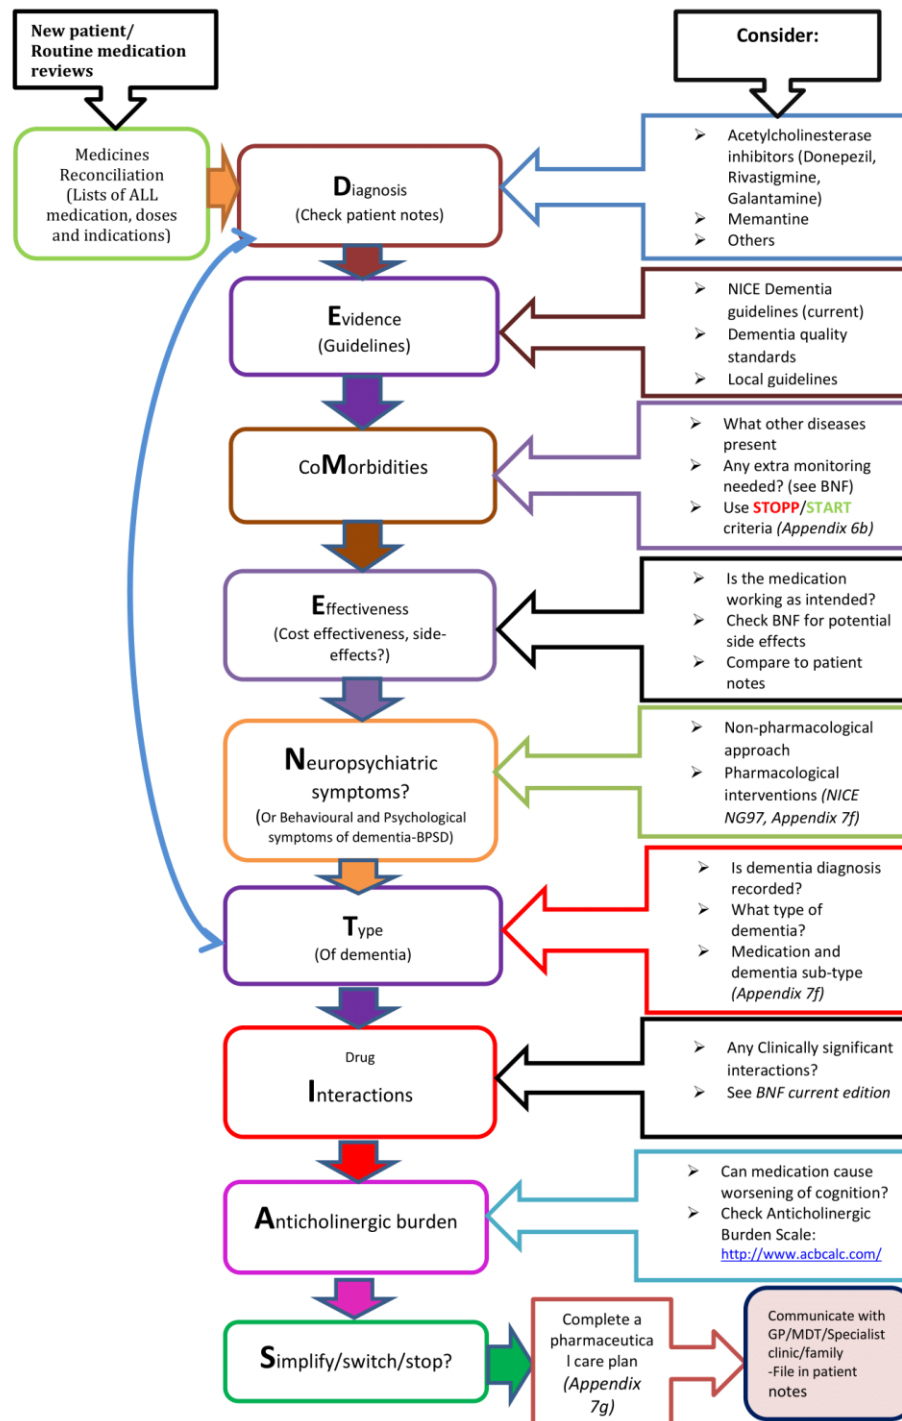 New patient/
Routine medication
reviews
Consider:
Medicines
Reconciliation
(Lists of ALL
medication, doses
and indications)
Diagnosis
(Check patient notes)
➢ Acetylcholinesterase
inhibitors (Donepezil,
Rivastigmine,
Galantamine)
➢ Memantine
➢ Others
Evidence
(Guidelines)
➢ NICE Dementia
guidelines (current)
➢ Dementia quality
standards
➢ Local guidelines
CoMorbidities
➢ What other diseases
present
➢ Any extra monitoring
needed? (see BNF)
➢ Use STOPP/START
criteria (Appendix 6b)
Effectiveness
(Cost effectiveness, side-
effects?)
➢ Is the medication
working as intended?
➢ Check BNF for potential
side effects
➢ Compare to patient
notes
Neuropsychiatric
symptoms?
(Or Behavioural and Psychological
symptoms of dementia-BPSD)
➢ Non-pharmacological
approach
➢ Pharmacological
interventions (NICE
NG97, Appendix 7f)
Type
(Of dementia)
➢ Is dementia diagnosis
recorded?
➢ What type of
dementia?
➢ Medication and
dementia sub-type
(Appendix 7f)
Drug
Interactions
➢ Any Clinically significant
interactions?
➢ See BNF current edition
Anticholinergic burden
➢ Can medication cause
worsening of cognition?
➢ Check Anticholinergic
Burden Scale:
http://www.acbcalc.com/
Simplify/switch/stop?
Complete a
pharmaceutica
l care plan
(Appendix
7g)
Communicate with
GP/MDT/Specialist
clinic/family
-File in patient
notes